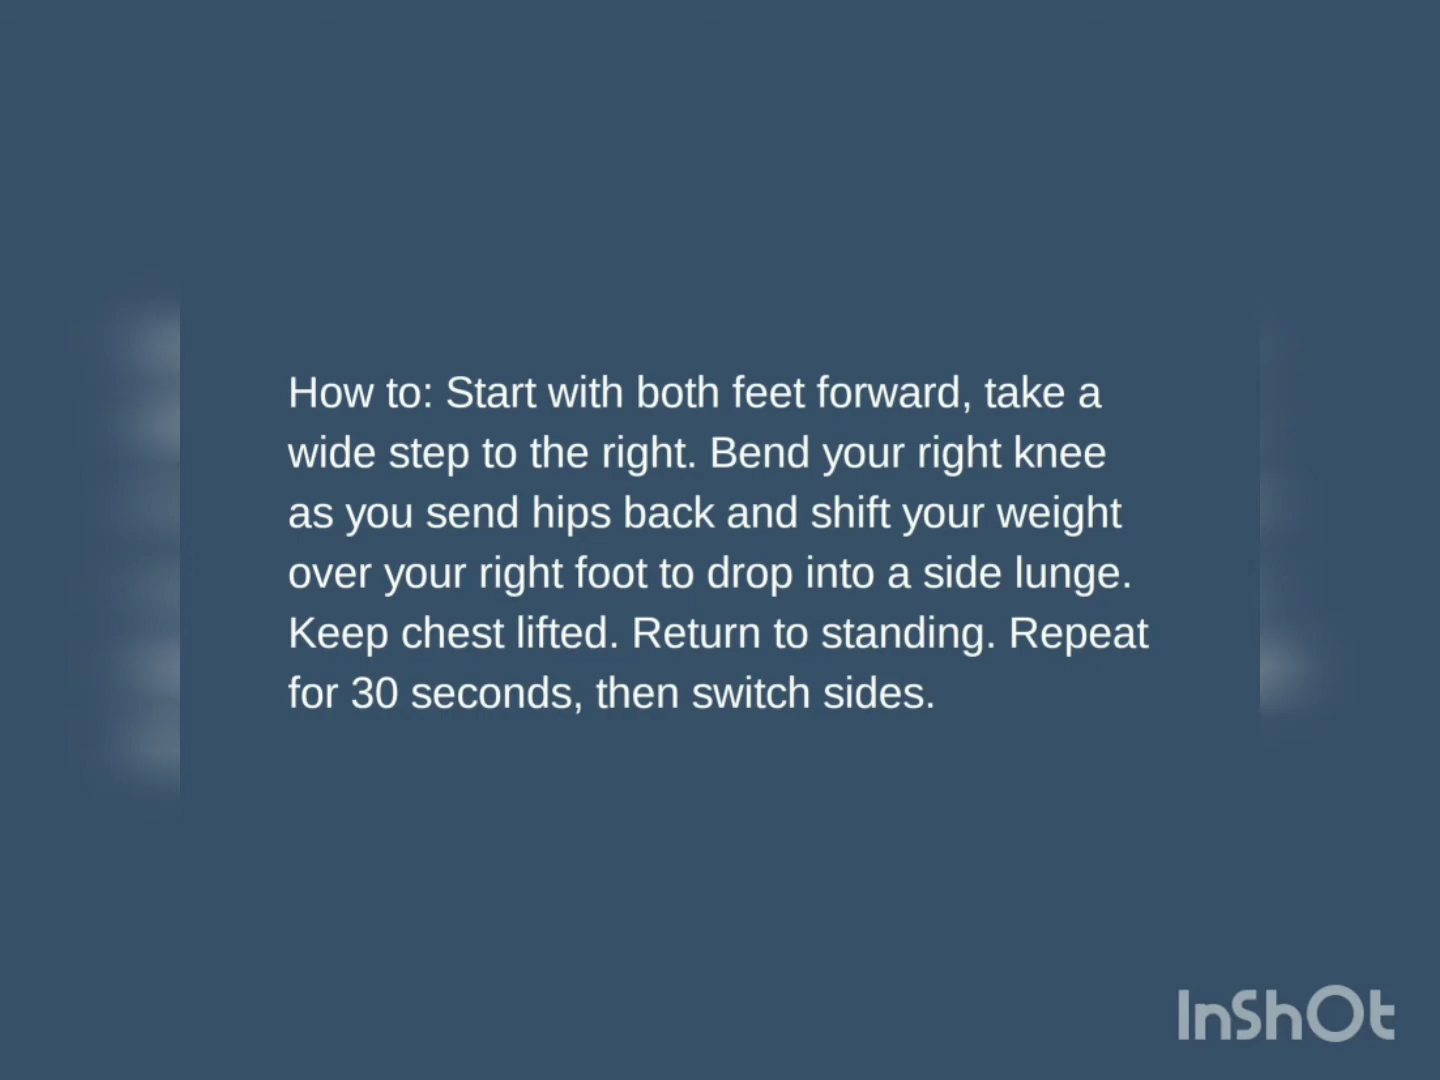 How to: Start with both feet forward, take a
wide step to the right. Bend your right knee
as you send hips back and shift your weight
over your right foot to drop into a side lunge.
Keep chest lifted. Return to standing. Repeat
for 30 seconds, then switch sides.
InShOt